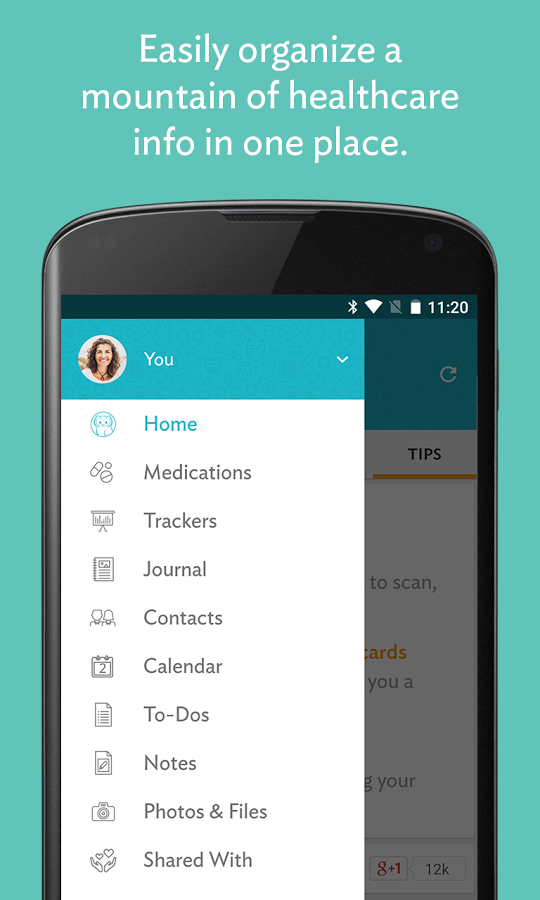 Easily organize a
mountain of healthcare
info in one place.
11:20
You
Home
TIPS
Medications
Trackers
Journal
to scan,
Contacts
cards
Calendar
2
you a
To-Dos
Notes
g your
Photos & Files
Shared With
g+1
12k